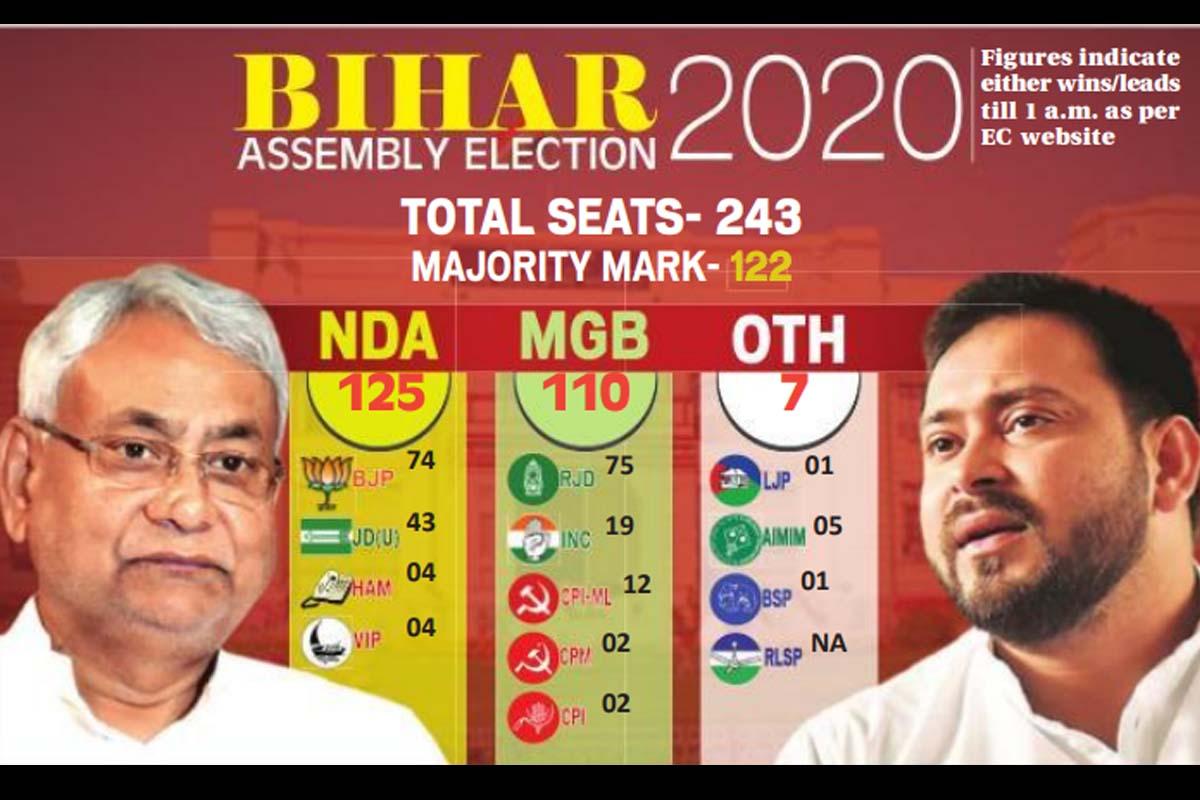 BIHAR
ASSEMBLY ELECTION
2020
Figures indicate
either wins/leads
till 1 a.m. as per
EC website
TOTAL SEATS- 243
MAJORITY MARK- 122
NDA
125
BJP 74
JD(U) 43
HAM 04
VIP 04
MGB
110
RJD 75
INC 19
CPI-ML 12
CPM 02
CPI 02
OTH
7
LJP 01
AIMIM 05
BSP 01
RLSP NA